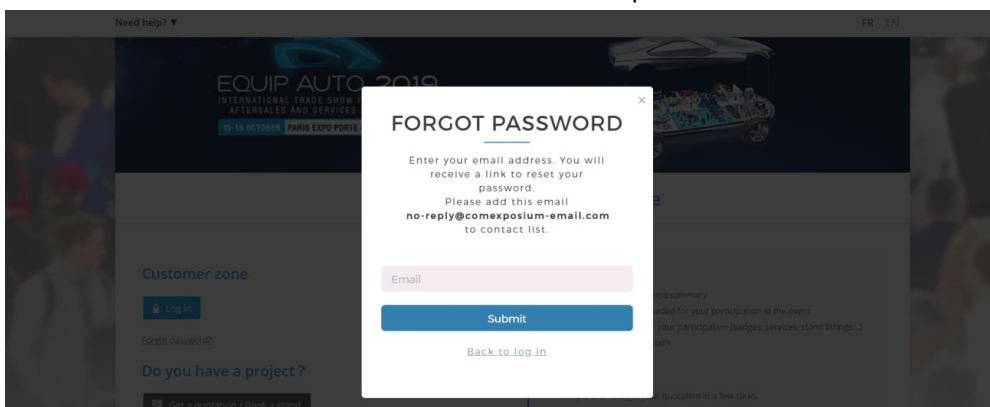 Need help? ▼
FR EN
EQUIP AUTO 2019
INTERNATIONAL TRADE SHOW
AFTERSALES AND SERVICES
15-19 OCTOBER PARIS EXPO PORTE
×
FORGOT PASSWORD
Enter your email address. You will
receive a link to reset your
password.
Please add this email
no-reply@comexposium-email.com
to contact list.
Email
Submit
Back to log in
Customer zone
Log in
Forgot password?
Do you have a project ?
Get a quotation / Book a stand
summary
for your participation at the event
your participation (badges, services, stand fittings...)
quotation in a few clicks